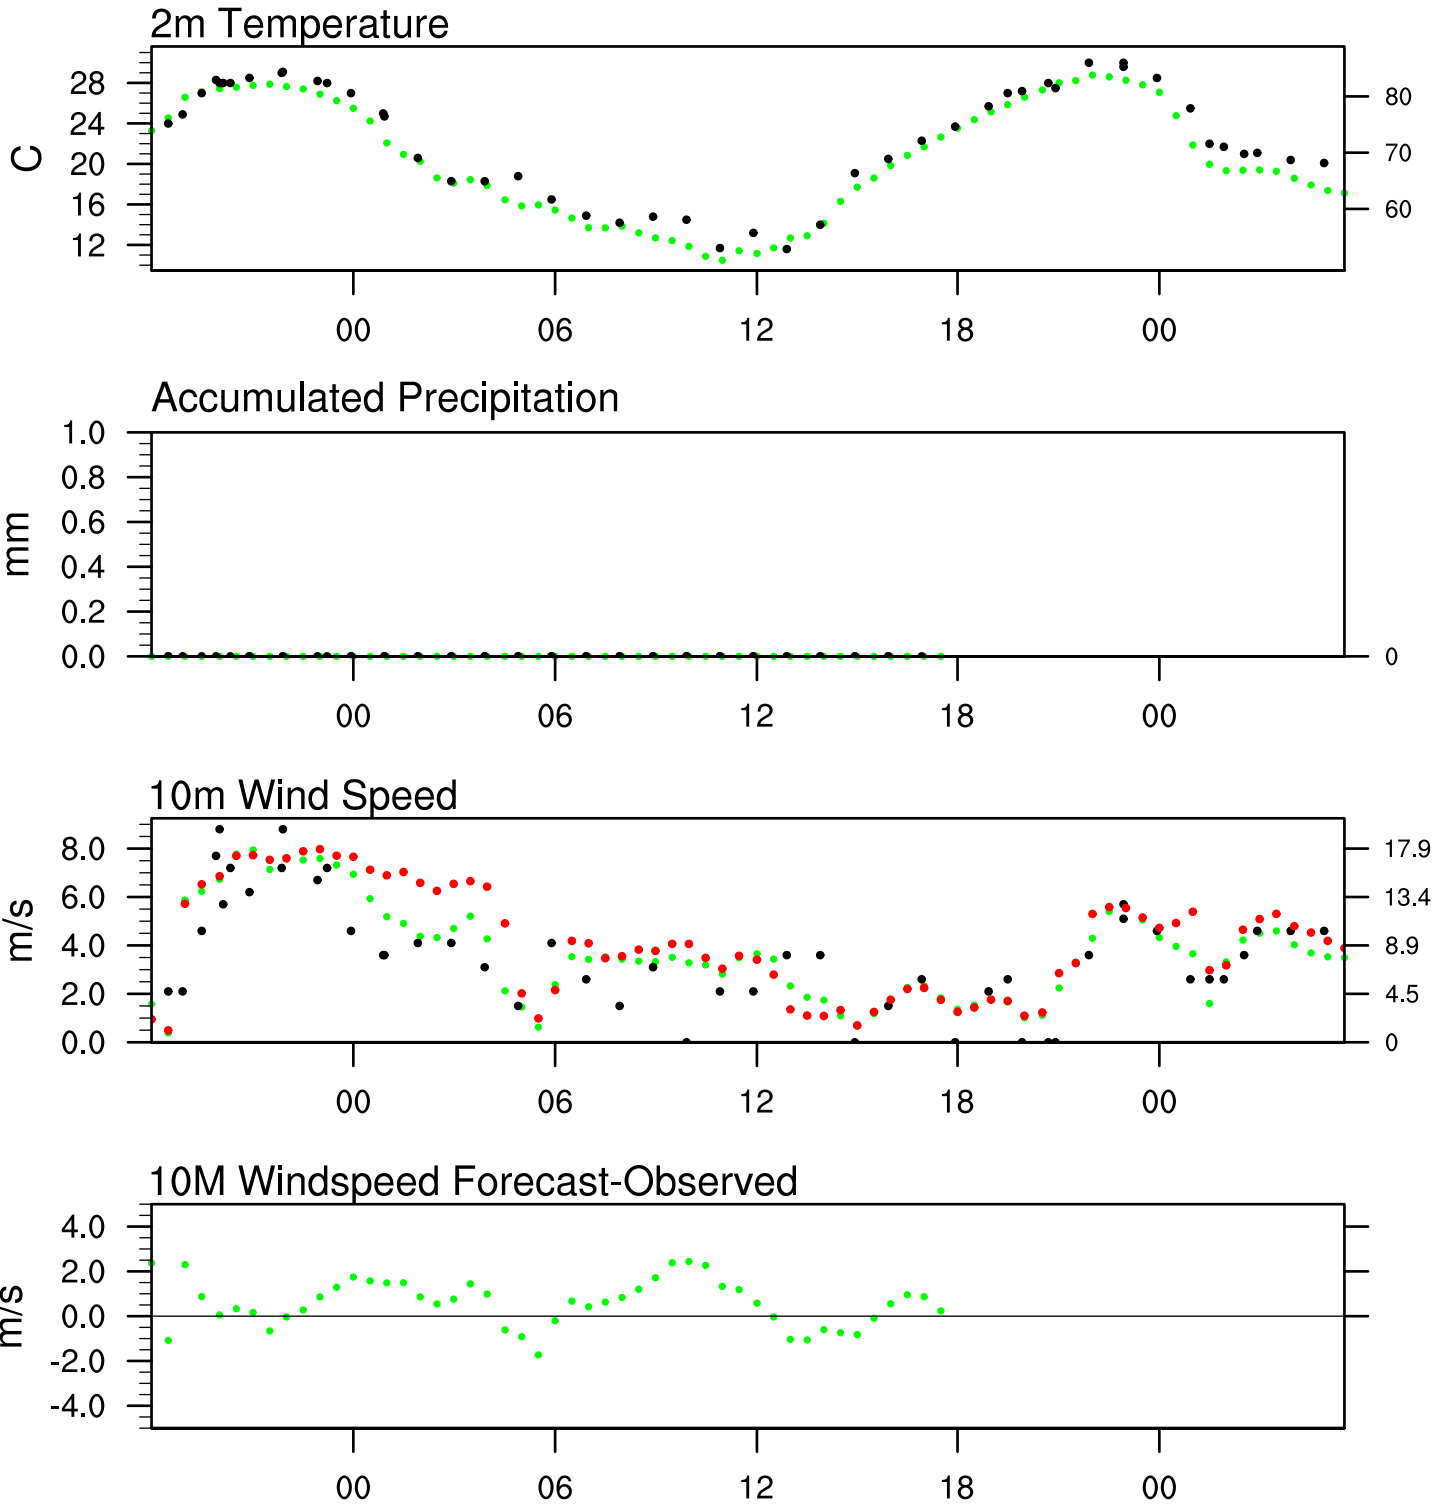 2m Temperature
28
24
20
16
12
C
80
70
60
00 06 12 18 00
Accumulated Precipitation
1.0
0.8
0.6
0.4
0.2
0.0
mm
0
00 06 12 18 00
10m Wind Speed
8.0
6.0
4.0
2.0
0.0
m/s
17.9
13.4
8.9
4.5
0
00 06 12 18 00
10M Windspeed Forecast-Observed
4.0
2.0
0.0
-2.0
-4.0
m/s
00 06 12 18 00